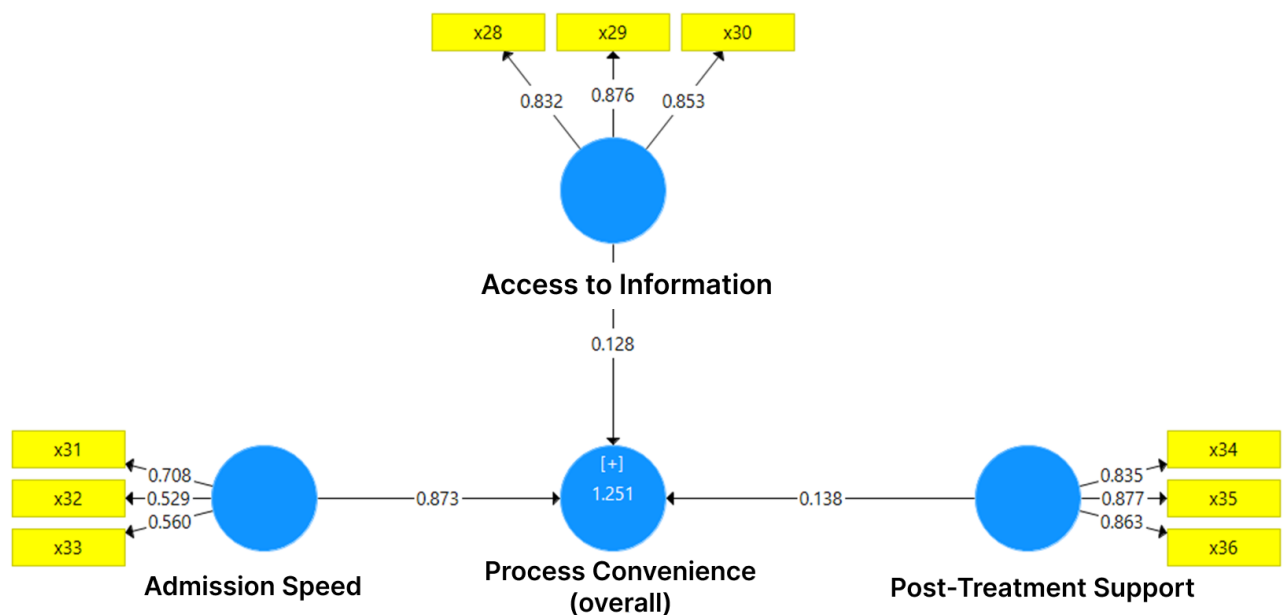 x28 x29 x30
0.832 0.876 0.853
Access to Information
0.128
x31
x32
x33
0.708
0.529
0.560
0.873
[+]
1.251
0.138
0.835
0.877
0.863
x34
x35
x36
Admission Speed
Process Convenience
(overall)
Post-Treatment Support